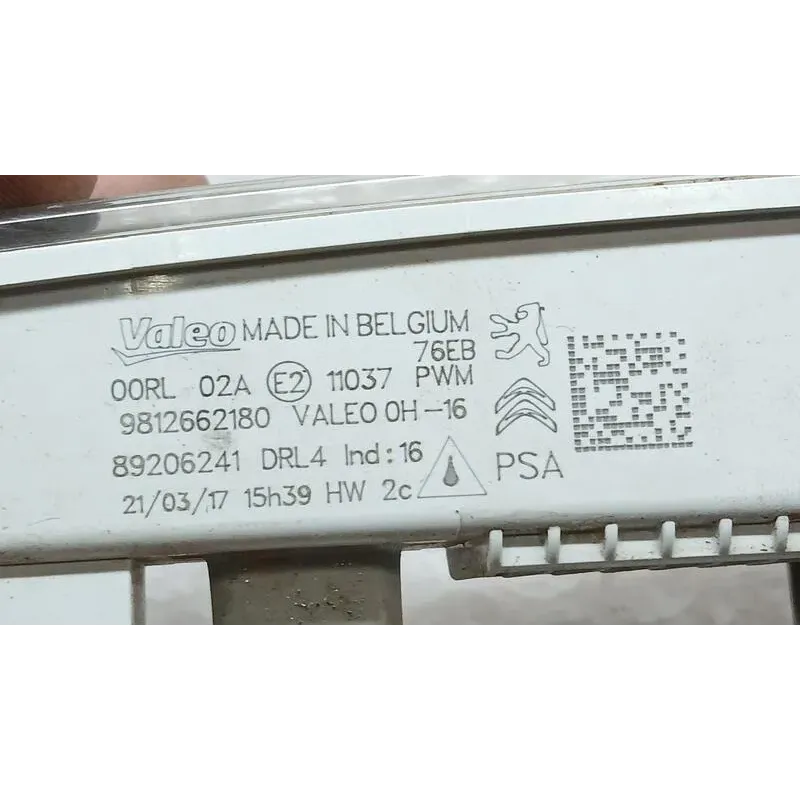 Valeo MADE IN BELGIUM
76EB
00RL 02A E2 11037 PWM
9812662180 VALEO 0H-16
89206241 DRL4 Ind:16
21/03/17 15h39 HW 2c
PSA